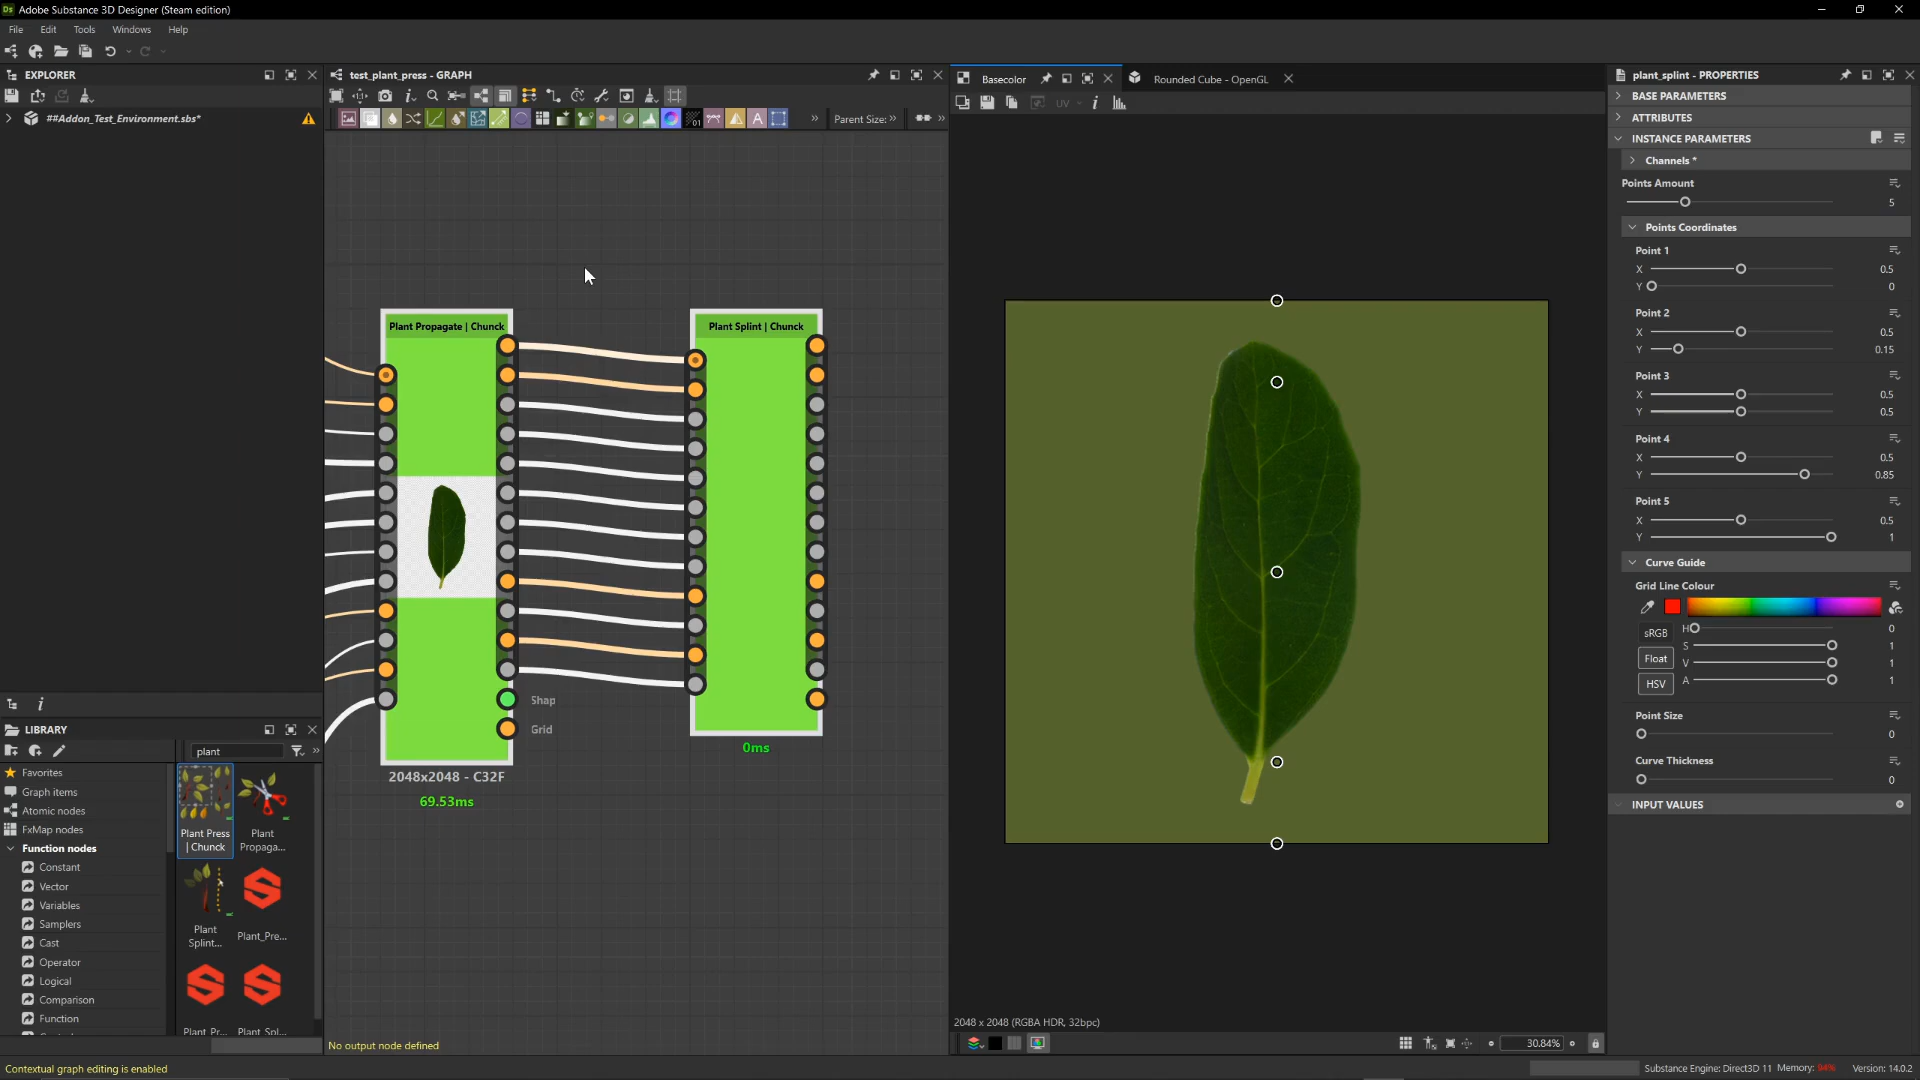 Adobe Substance 3D Designer (Steam edition)
File Edit Tools Windows Help
EXPLORER
##Addon_Test_Environment.sbs*
test_plant_press - GRAPH
Parent Size:
Plant Propagate | Chunck
Shap
Grid
2048x2048 - C32F
69.53ms
Plant Splint | Chunck
0ms
No output node defined
LIBRARY
plant
Favorites
Graph items
Atomic nodes
FxMap nodes
Function nodes
Constant
Vector
Variables
Samplers
Cast
Operator
Logical
Comparison
Function
Plant Press
| Chunck
Plant
Propaga...
Plant
Splint...
Plant_Pre...
Plant_Pr...
Plant_Spl...
Basecolor
Rounded Cube - OpenGL
UV
2048 x 2048 (RGBA HDR, 32bpc)
30.84%
plant_splint - PROPERTIES
BASE PARAMETERS
ATTRIBUTES
INSTANCE PARAMETERS
Channels *
Points Amount
5
Points Coordinates
Point 1
X 0.5
Y 0
Point 2
X 0.5
Y 0.15
Point 3
X 0.5
Y 0.5
Point 4
X 0.5
Y 0.85
Point 5
X 0.5
Y 1
Curve Guide
Grid Line Colour
sRGB
Float
HSV
H 0
S 1
V 1
A 1
Point Size
0
Curve Thickness
0
INPUT VALUES
Contextual graph editing is enabled
Substance Engine: Direct3D 11 Memory: 94% Version: 14.0.2